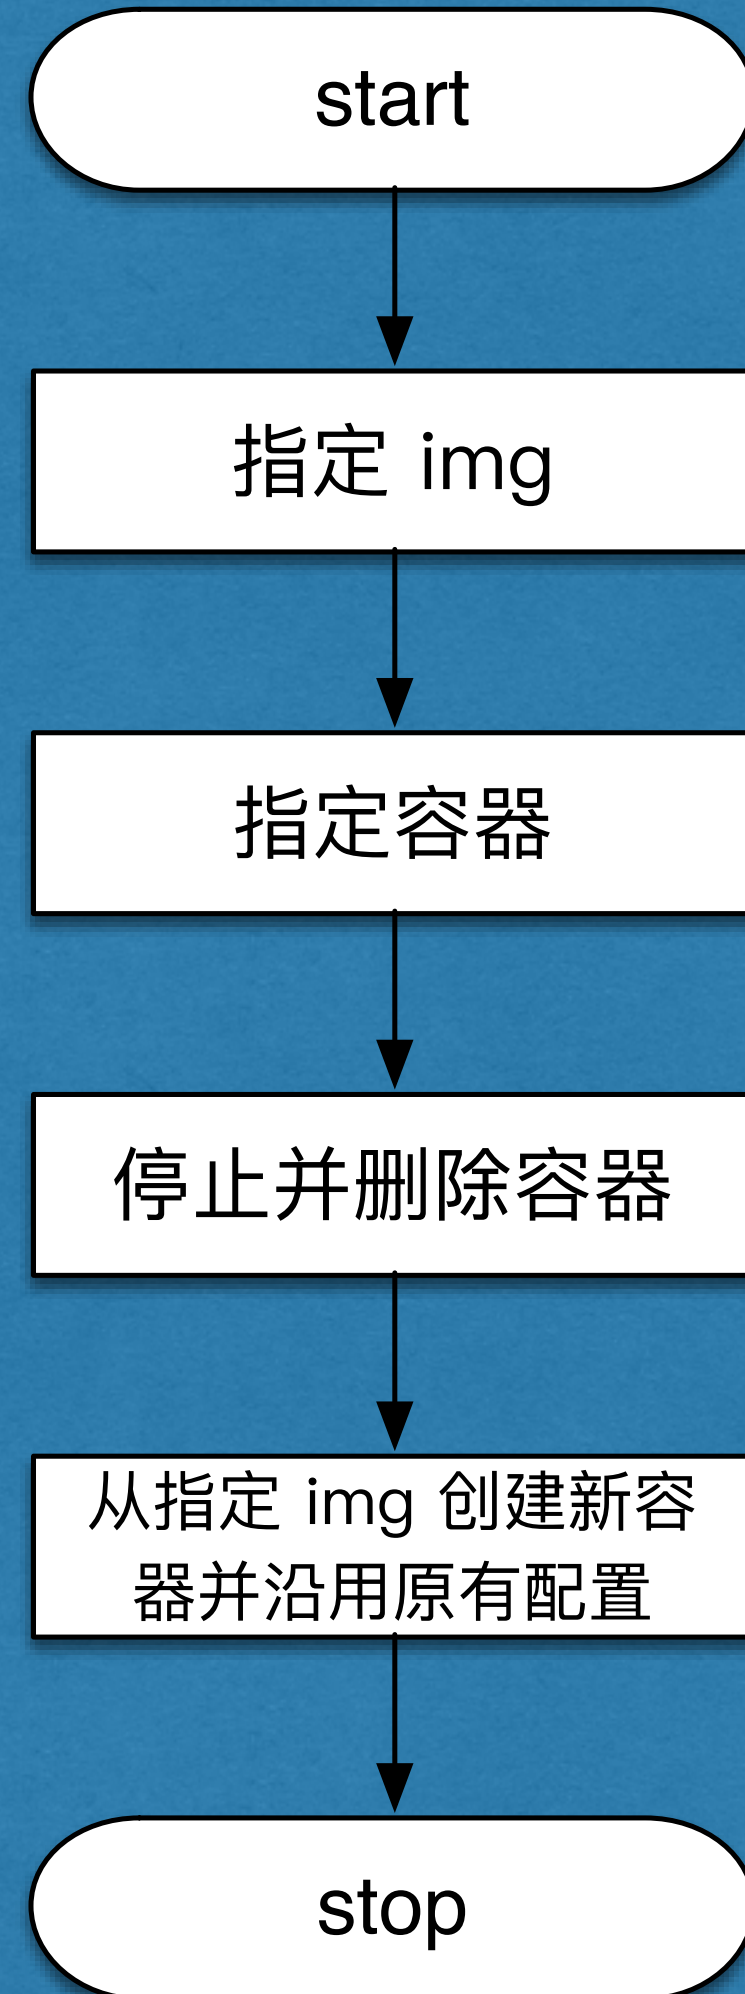 start
指定 img
指定容器
停止并删除容器
从指定 img 创建新容
器并沿用原有配置
stop